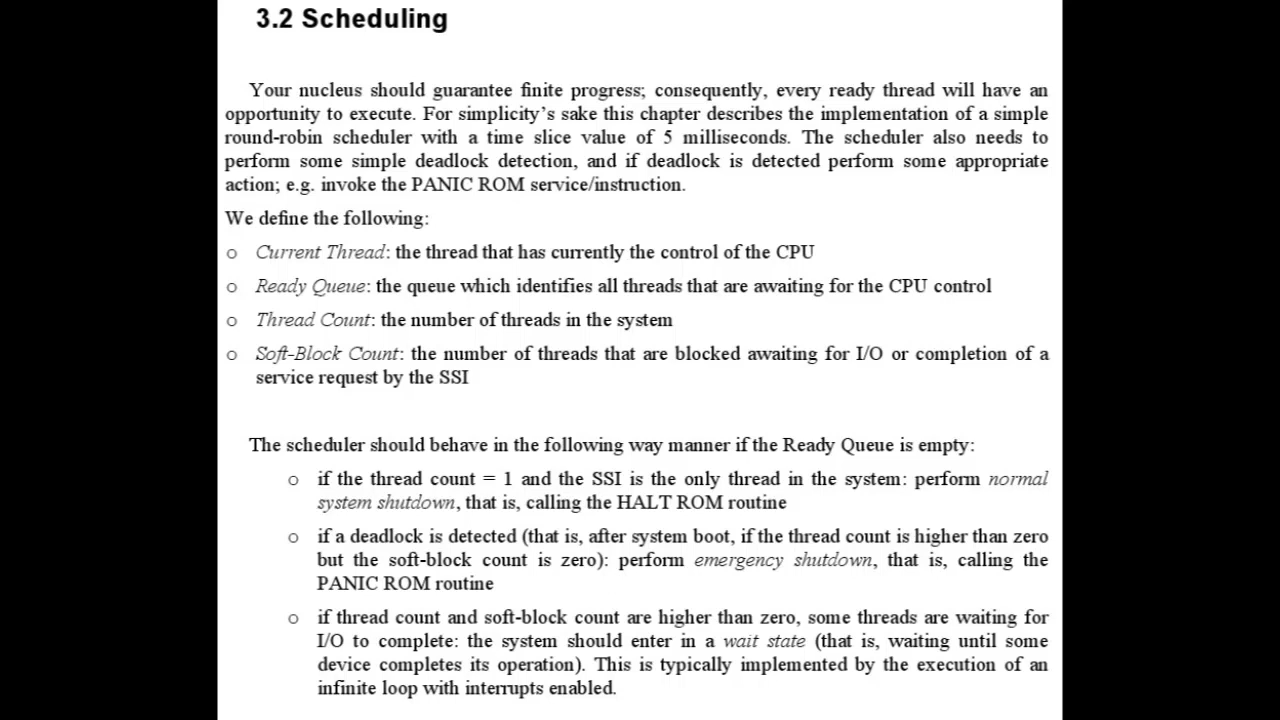 3.2 Scheduling
Your nucleus should guarantee finite progress; consequently, every ready thread will have an
opportunity to execute. For simplicity's sake this chapter describes the implementation of a simple
round-robin scheduler with a time slice value of 5 milliseconds. The scheduler also needs to
perform some simple deadlock detection, and if deadlock is detected perform some appropriate
action; e.g. invoke the PANIC ROM service/instruction.
We define the following:
o Current Thread: the thread that has currently the control of the CPU
o Ready Queue: the queue which identifies all threads that are awaiting for the CPU control
o Thread Count: the number of threads in the system
o Soft-Block Count: the number of threads that are blocked awaiting for I/O or completion of a
service request by the SSI
The scheduler should behave in the following way manner if the Ready Queue is empty:
o if the thread count = 1 and the SSI is the only thread in the system: perform normal
system shutdown, that is, calling the HALT ROM routine
o if a deadlock is detected (that is, after system boot, if the thread count is higher than zero
but the soft-block count is zero): perform emergency shutdown, that is, calling the
PANIC ROM routine
o if thread count and soft-block count are higher than zero, some threads are waiting for
I/O to complete: the system should enter in a wait state (that is, waiting until some
device completes its operation). This is typically implemented by the execution of an
infinite loop with interrupts enabled.